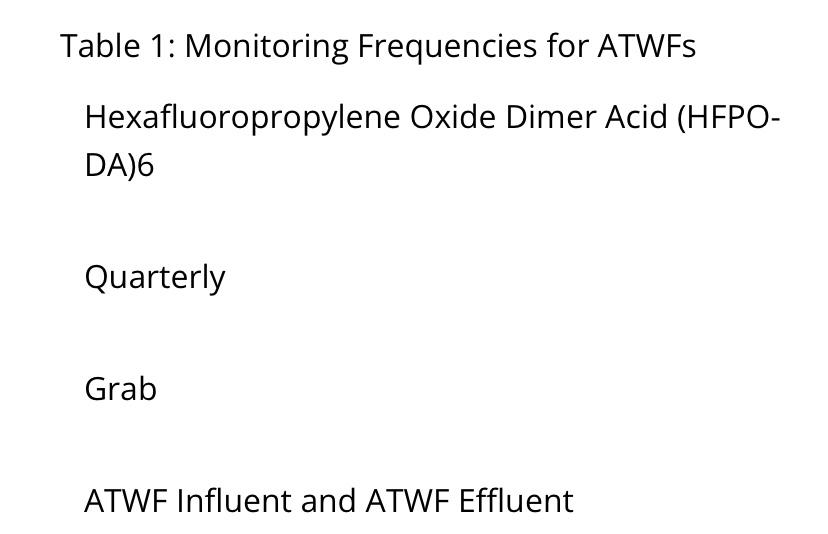 Table 1: Monitoring Frequencies for ATWFs
Hexafluoropropylene Oxide Dimer Acid (HFPO-
DA)6
Quarterly
Grab
ATWF Influent and ATWF Effluent